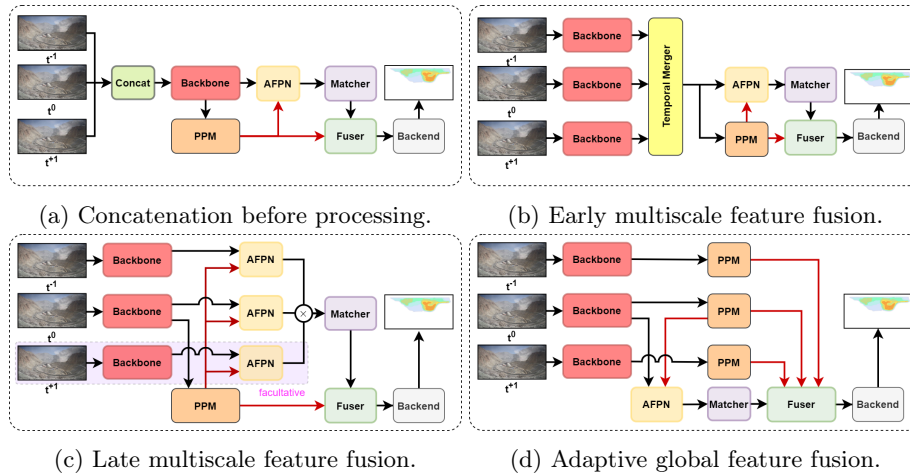 t-1
t0
t+1
Concat
Backbone
AFPN
Matcher
PPM
Fuser
Backend
(a) Concatenation before processing.
t-1
t0
t+1
Backbone
Backbone
Backbone
Temporal Merger
AFPN
Matcher
PPM
Fuser
Backend
(b) Early multiscale feature fusion.
t-1
t0
t+1
Backbone
Backbone
Backbone
AFPN
AFPN
AFPN
×
Matcher
facultative
PPM
Fuser
Backend
(c) Late multiscale feature fusion.
t-1
t0
t+1
Backbone
Backbone
Backbone
PPM
PPM
PPM
AFPN
Matcher
Fuser
Backend
(d) Adaptive global feature fusion.